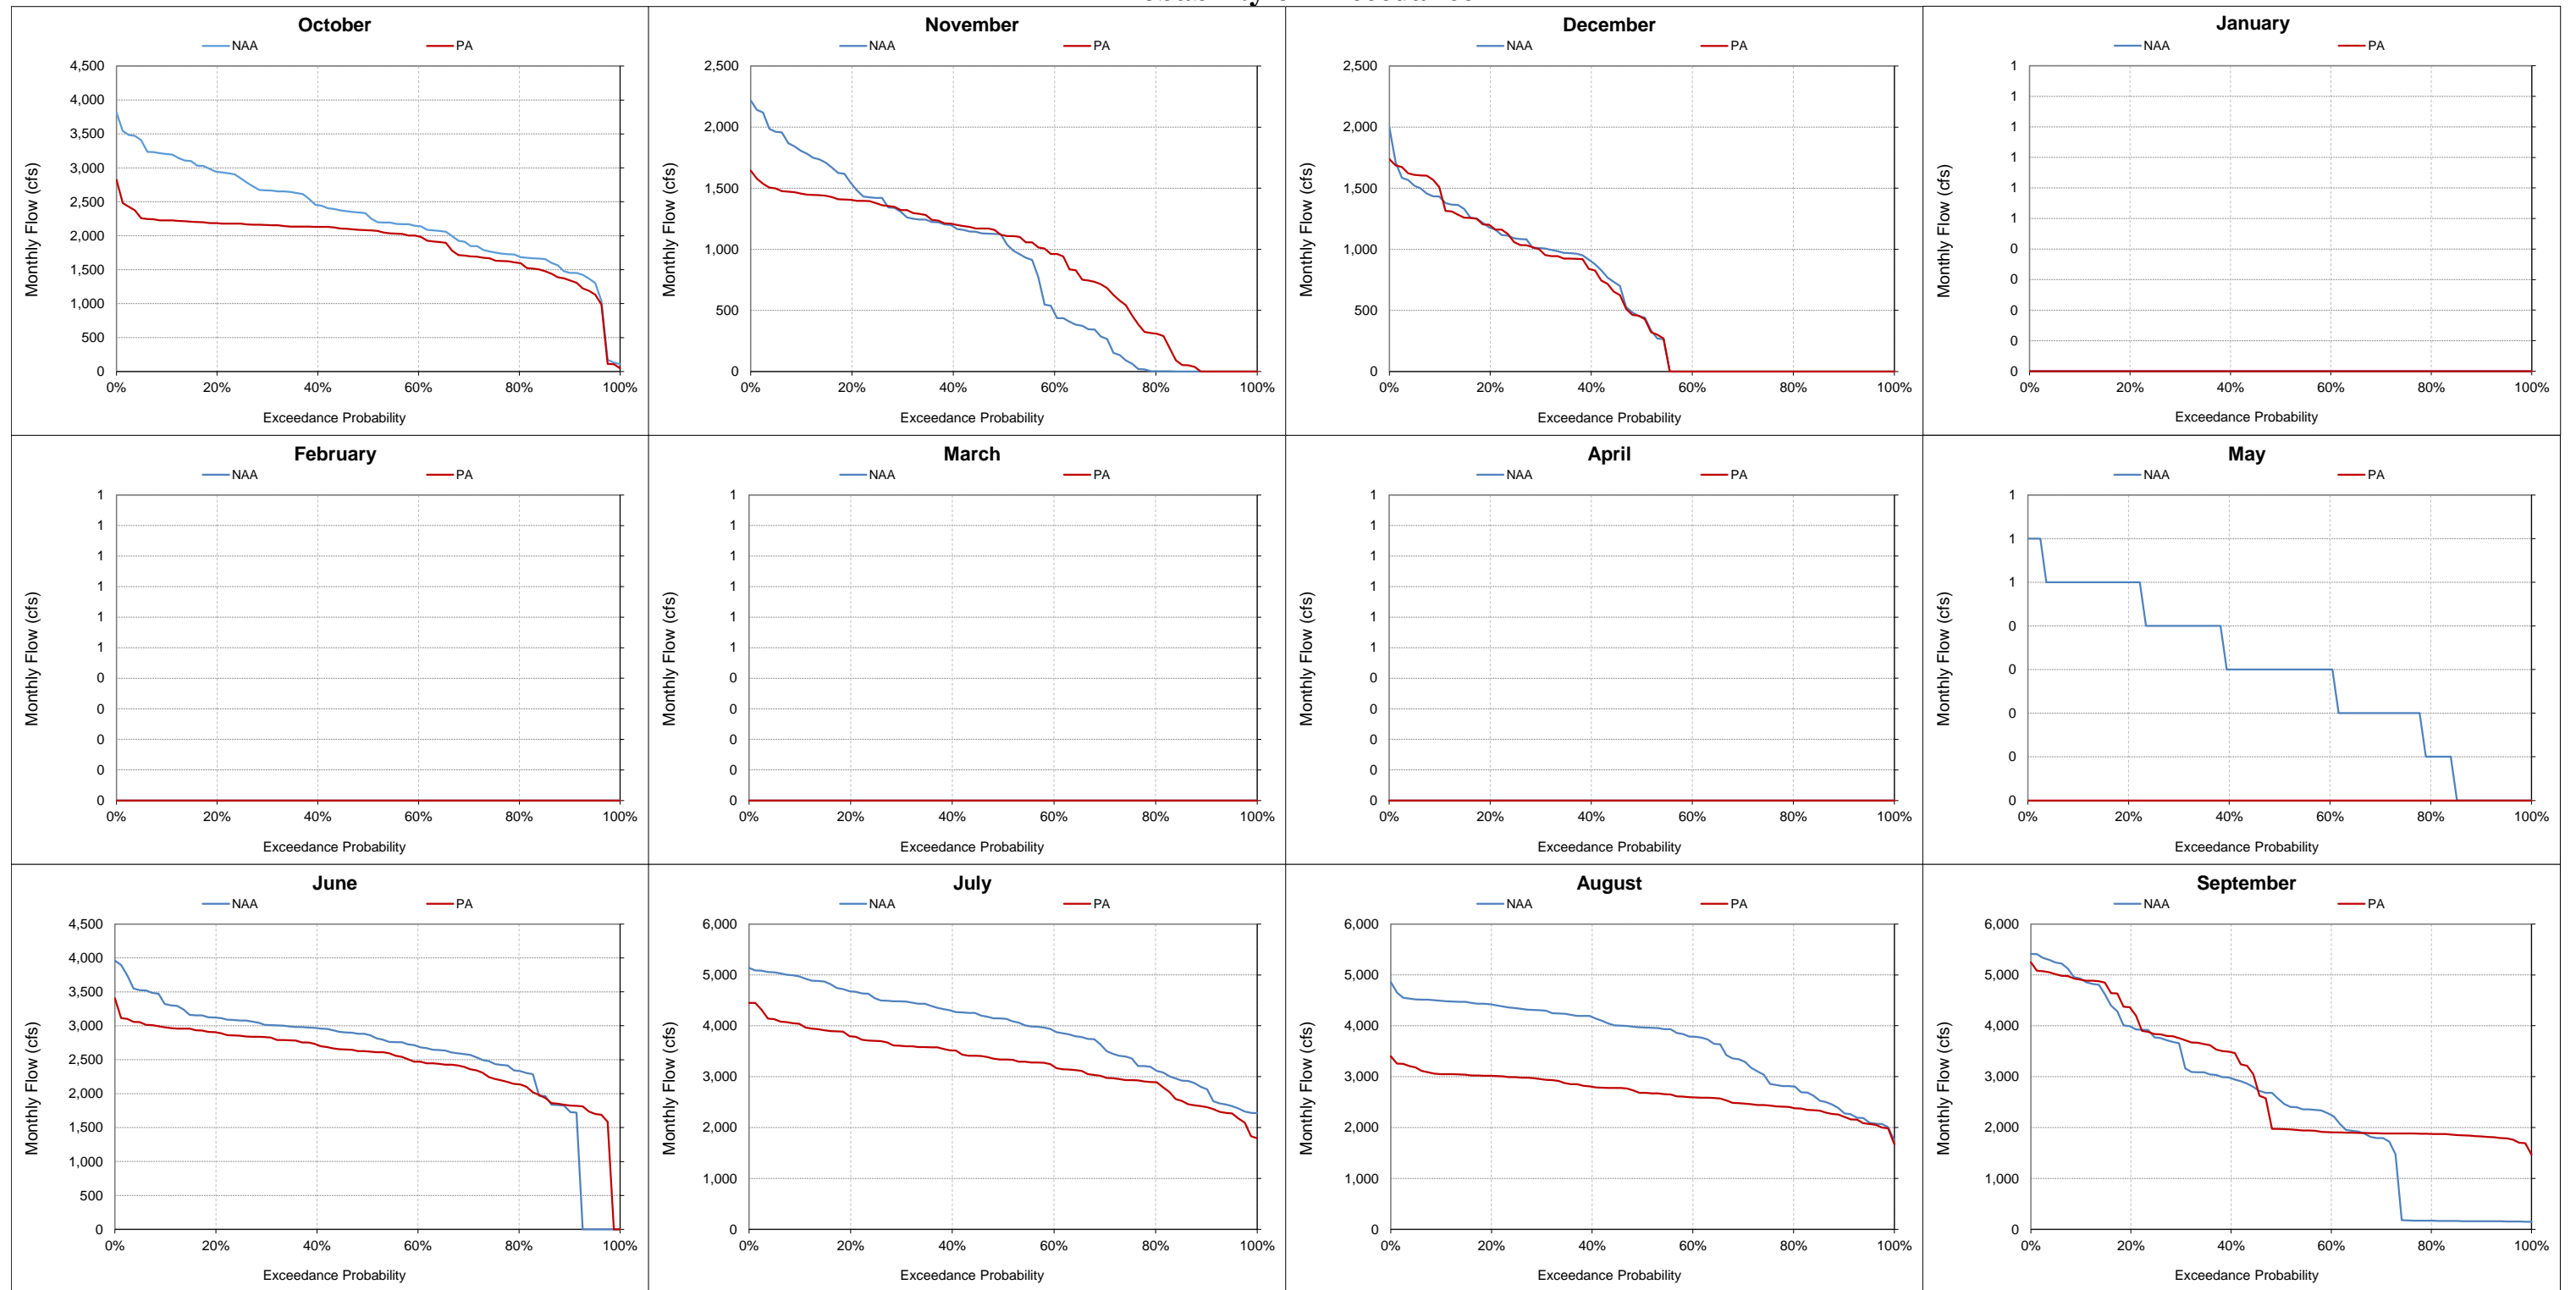 October
NAA PA
4,500
4,000
3,500
3,000
2,500
2,000
1,500
1,000
500
0
Monthly Flow (cfs)
0% 20% 40% 60% 80% 100%
Exceedance Probability
November
NAA PA
2,500
2,000
1,500
1,000
500
0
Monthly Flow (cfs)
0% 20% 40% 60% 80% 100%
Exceedance Probability
December
NAA PA
2,500
2,000
1,500
1,000
500
0
Monthly Flow (cfs)
0% 20% 40% 60% 80% 100%
Exceedance Probability
January
NAA PA
1
1
1
1
1
1
0
0
0
0
0
Monthly Flow (cfs)
0% 20% 40% 60% 80% 100%
Exceedance Probability
February
NAA PA
1
1
1
1
1
1
0
0
0
0
0
Monthly Flow (cfs)
0% 20% 40% 60% 80% 100%
Exceedance Probability
March
NAA PA
1
1
1
1
1
1
0
0
0
0
0
Monthly Flow (cfs)
0% 20% 40% 60% 80% 100%
Exceedance Probability
April
NAA PA
1
1
1
1
1
1
0
0
0
0
0
Monthly Flow (cfs)
0% 20% 40% 60% 80% 100%
Exceedance Probability
May
NAA PA
1
1
1
0
0
0
0
0
Monthly Flow (cfs)
0% 20% 40% 60% 80% 100%
Exceedance Probability
June
NAA PA
4,500
4,000
3,500
3,000
2,500
2,000
1,500
1,000
500
0
Monthly Flow (cfs)
0% 20% 40% 60% 80% 100%
Exceedance Probability
July
NAA PA
6,000
5,000
4,000
3,000
2,000
1,000
0
Monthly Flow (cfs)
0% 20% 40% 60% 80% 100%
Exceedance Probability
August
NAA PA
6,000
5,000
4,000
3,000
2,000
1,000
0
Monthly Flow (cfs)
0% 20% 40% 60% 80% 100%
Exceedance Probability
September
NAA PA
6,000
5,000
4,000
3,000
2,000
1,000
0
Monthly Flow (cfs)
0% 20% 40% 60% 80% 100%
Exceedance Probability